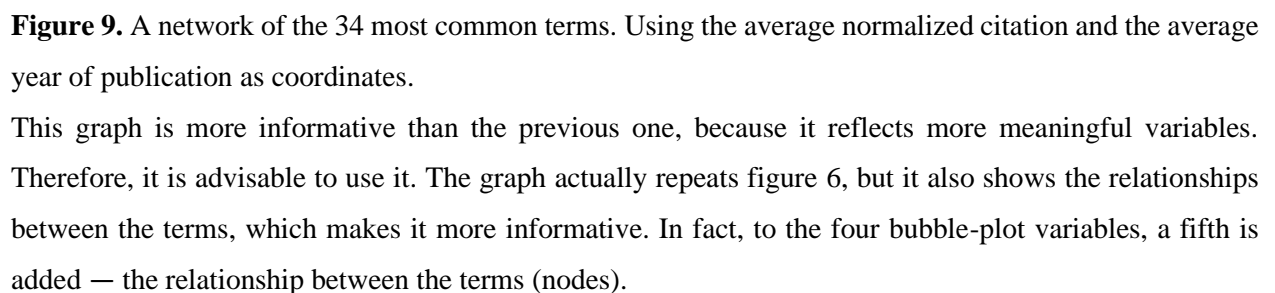 Figure 9. A network of the 34 most common terms. Using the average normalized citation and the average
year of publication as coordinates.
This graph is more informative than the previous one, because it reflects more meaningful variables.
Therefore, it is advisable to use it. The graph actually repeats figure 6, but it also shows the relationships
between the terms, which makes it more informative. In fact, to the four bubble-plot variables, a fifth is
added — the relationship between the terms (nodes).